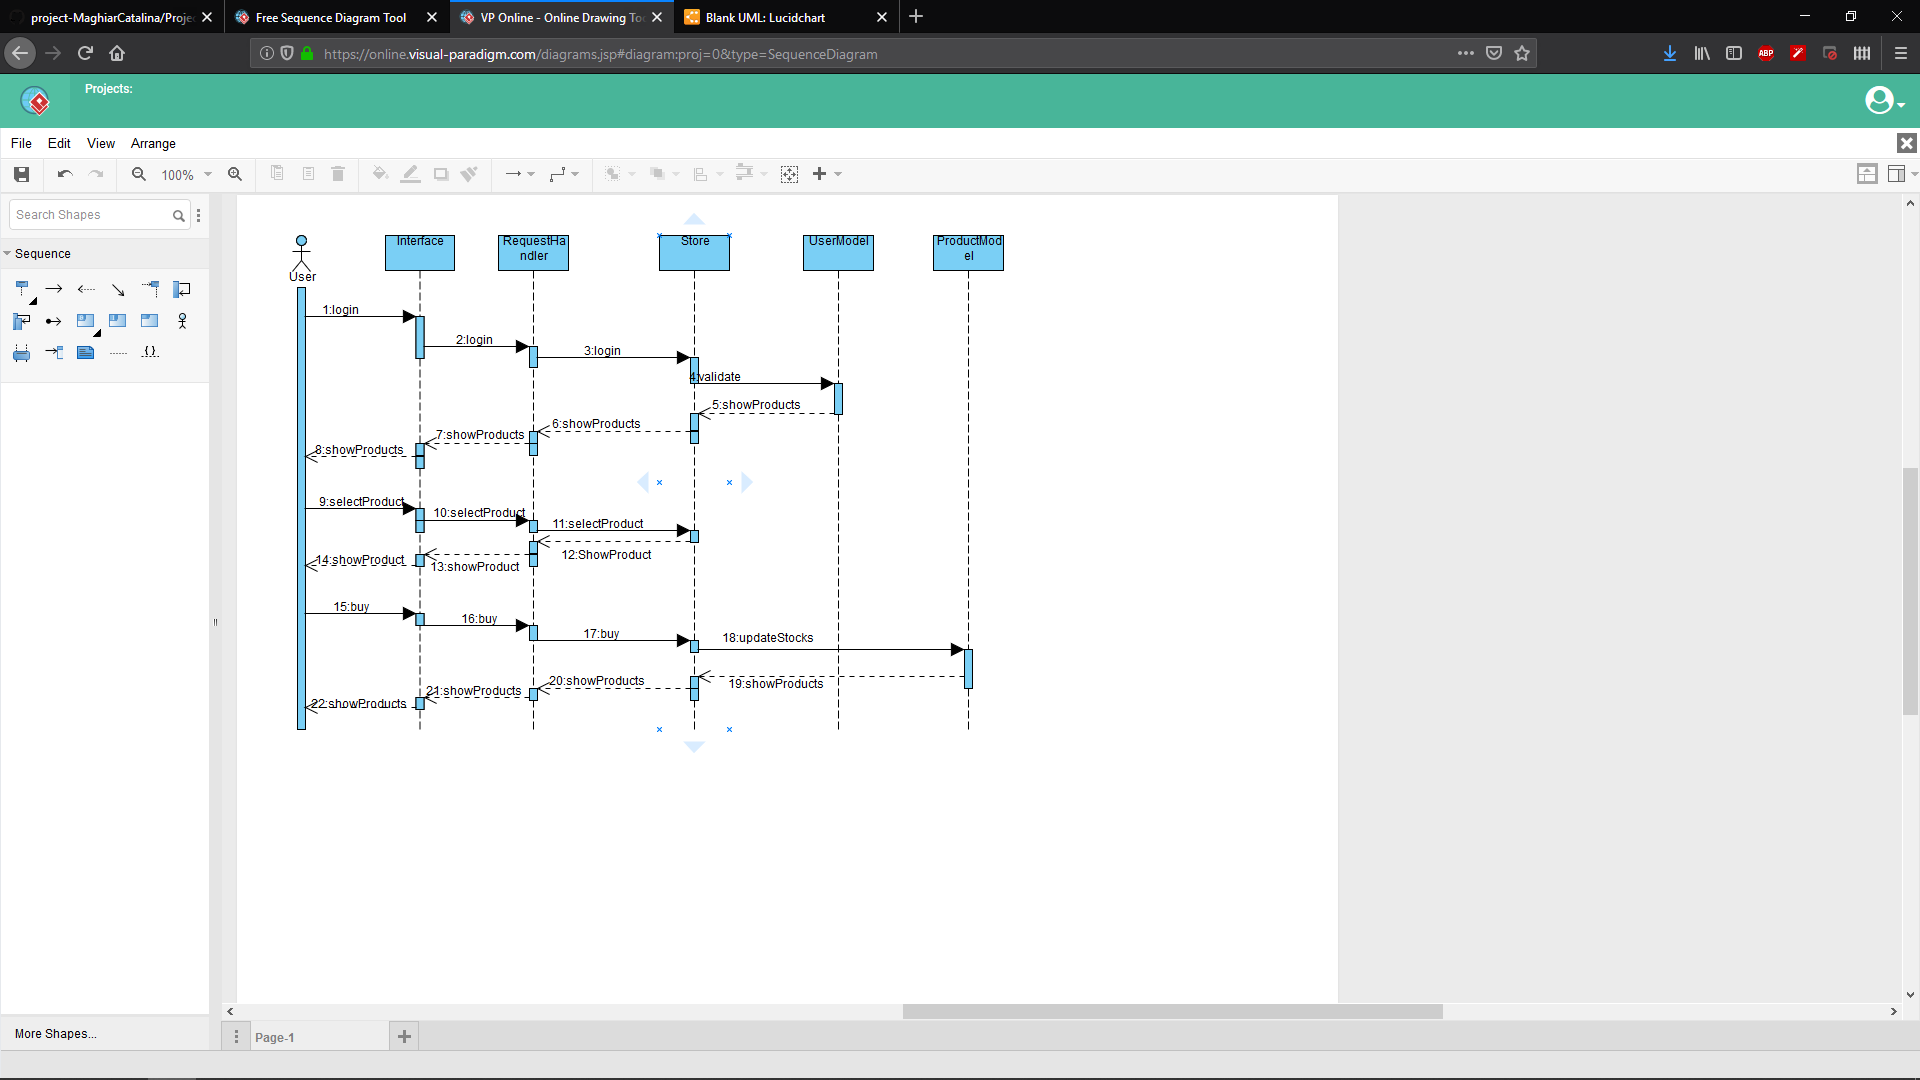 project-MaghiarCatalina/Proje
Free Sequence Diagram Tool
VP Online - Online Drawing To
Blank UML: Lucidchart
https://online.visual-paradigm.com/diagrams.jsp#diagram:proj=0&type=SequenceDiagram
ABP
Projects:
File
Edit
View
Arrange
100%
Search Shapes
Sequence
User
Interface
RequestHa
ndler
Store
UserModel
ProductMod
el
1:login
2:login
3:login
4:validate
5:showProducts
6:showProducts
7:showProducts
8:showProducts
9:selectProduct
10:selectProduct
11:selectProduct
12:ShowProduct
13:showProduct
14:showProduct
15:buy
16:buy
17:buy
18:updateStocks
19:showProducts
20:showProducts
21:showProducts
22:showProducts
More Shapes...
Page-1